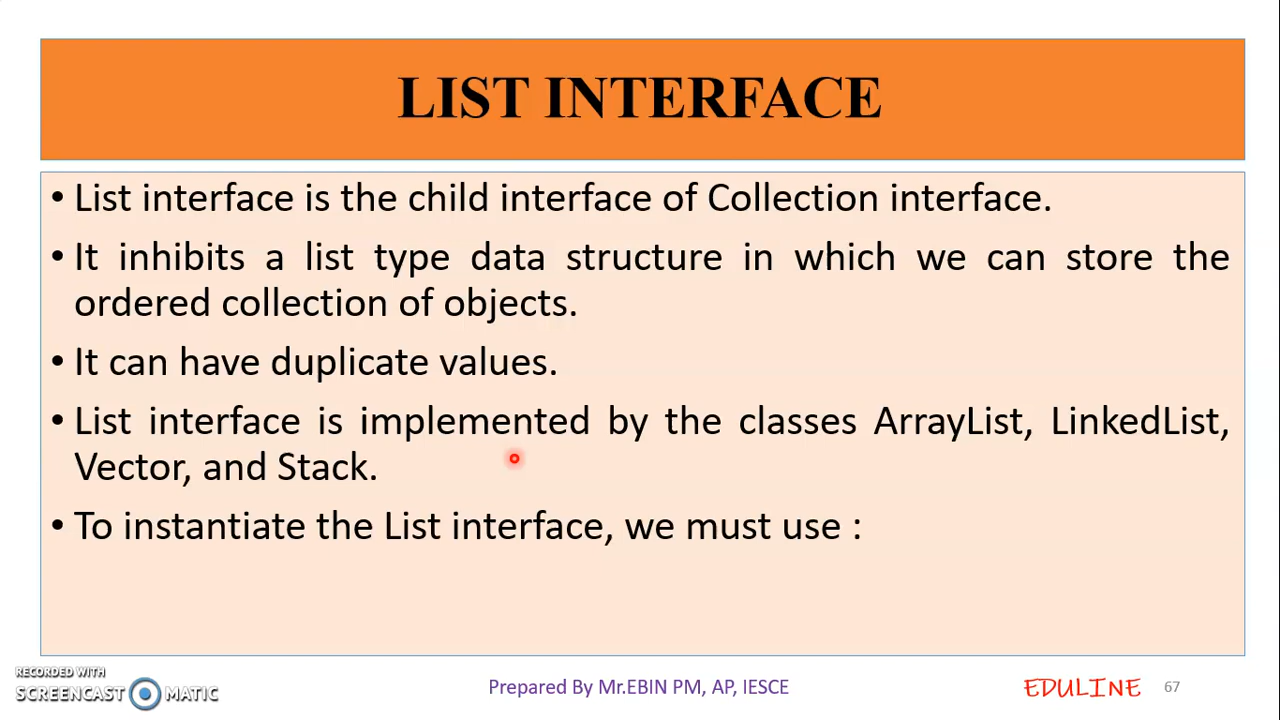 LIST INTERFACE
• List interface is the child interface of Collection interface.
• It inhibits a list type data structure in which we can store the
ordered collection of objects.
• It can have duplicate values.
• List interface is implemented by the classes ArrayList, LinkedList,
Vector, and Stack.
• To instantiate the List interface, we must use :
RECORDED WITH
SCREENCAST MATIC
Prepared By Mr.EBIN PM, AP, IESCE
EDULINE
67